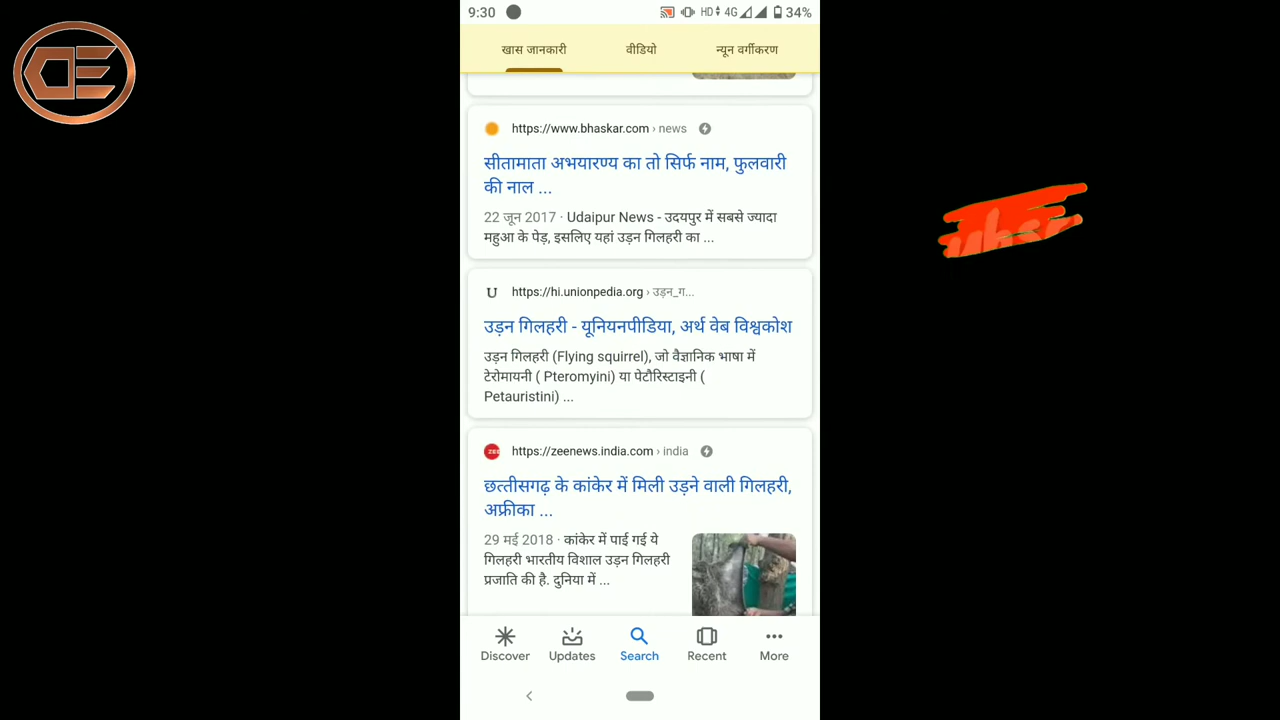 9:30
HD 4G 34%
खास जानकारी वीडियो न्यून वर्गीकरण
https://www.bhaskar.com › news
सीतामाता अभयारण्य का तो सिर्फ नाम, फुलवारी
की नाल ...
22 जून 2017 · Udaipur News - उदयपुर में सबसे ज्यादा
महुआ के पेड़, इसलिए यहां उड़न गिलहरी का ...
U https://hi.unionpedia.org › उड़न_ग...
उड़न गिलहरी - यूनियनपीडिया, अर्थ वेब विश्वकोश
उड़न गिलहरी (Flying squirrel), जो वैज्ञानिक भाषा में
टेरोमायनी ( Pteromyini) या पेटौरिस्टाइनी (
Petauristini) ...
https://zeenews.india.com › india
छत्तीसगढ़ के कांकेर में मिली उड़ने वाली गिलहरी,
अफ्रीका ...
29 मई 2018 · कांकेर में पाई गई ये
गिलहरी भारतीय विशाल उड़न गिलहरी
प्रजाति की है. दुनिया में ...
Discover Updates Search Recent More